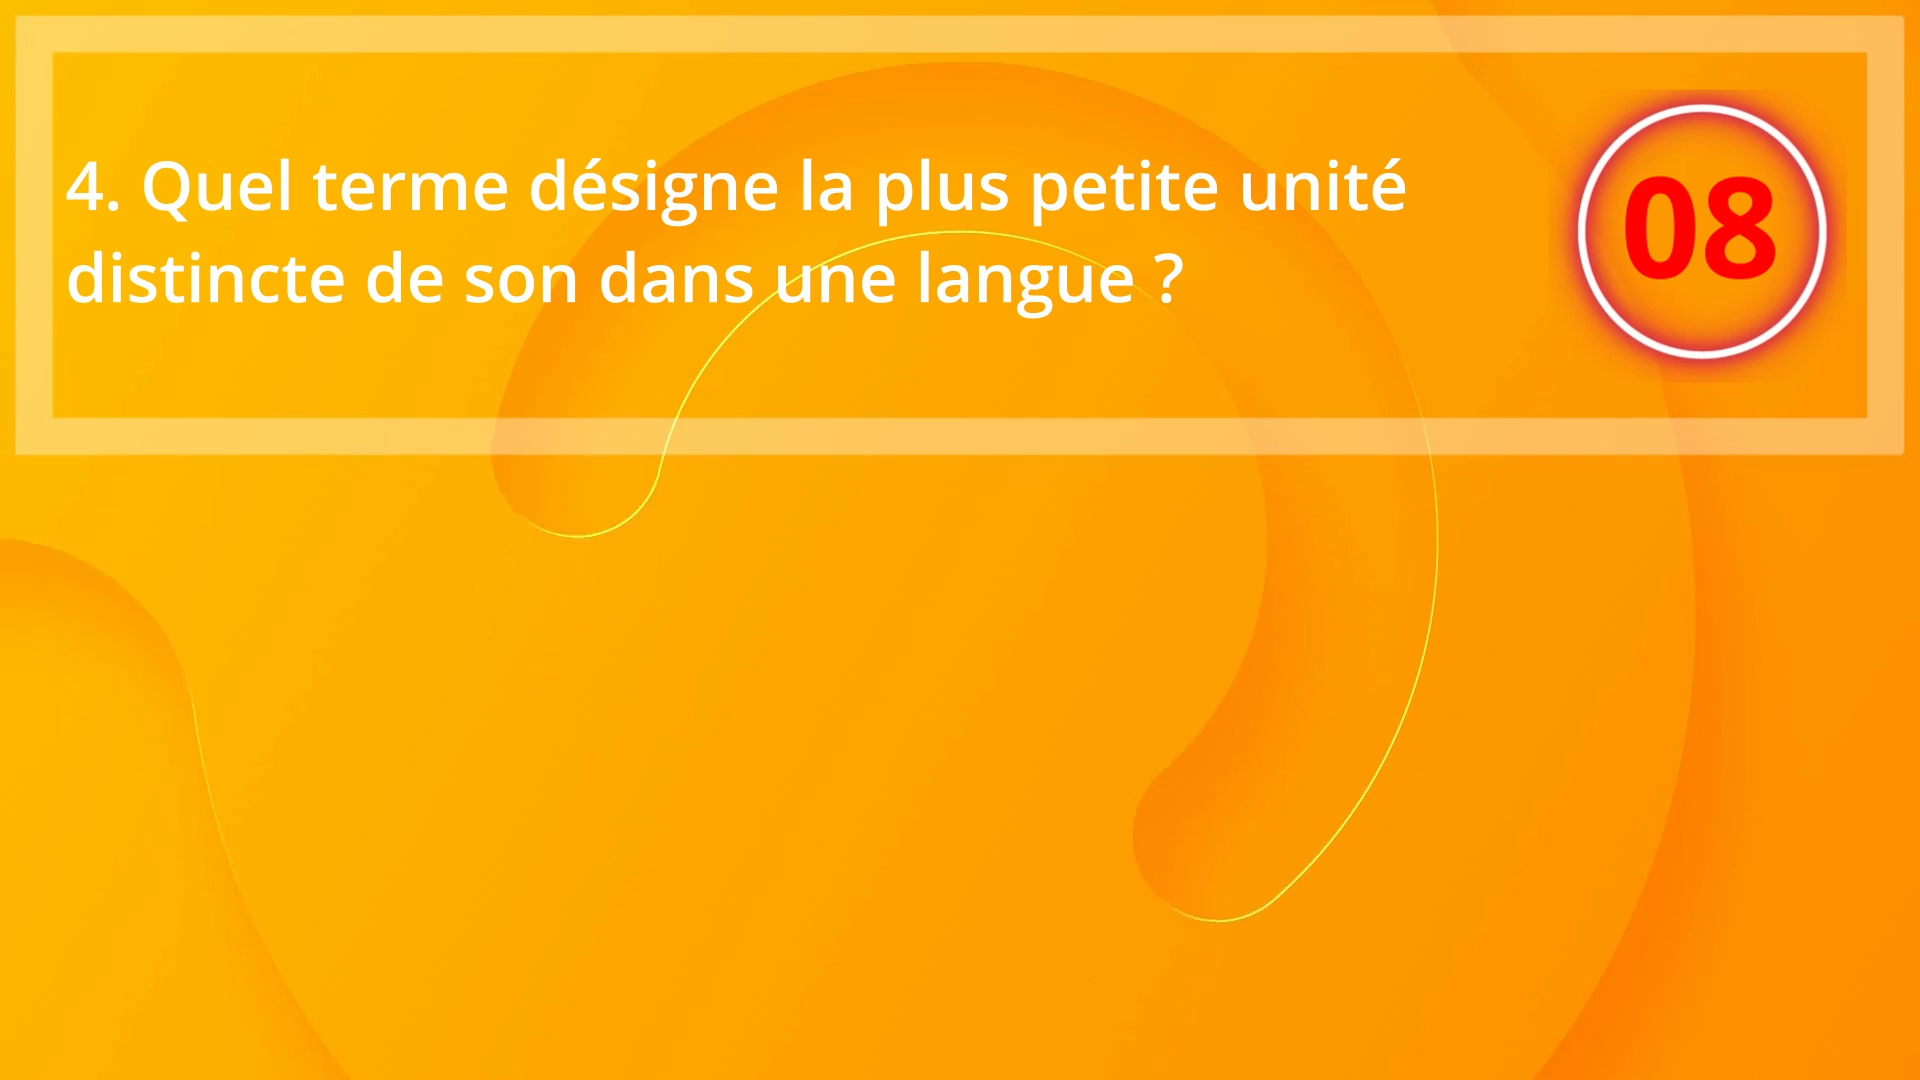 4. Quel terme désigne la plus petite unité
distincte de son dans une langue ?
08